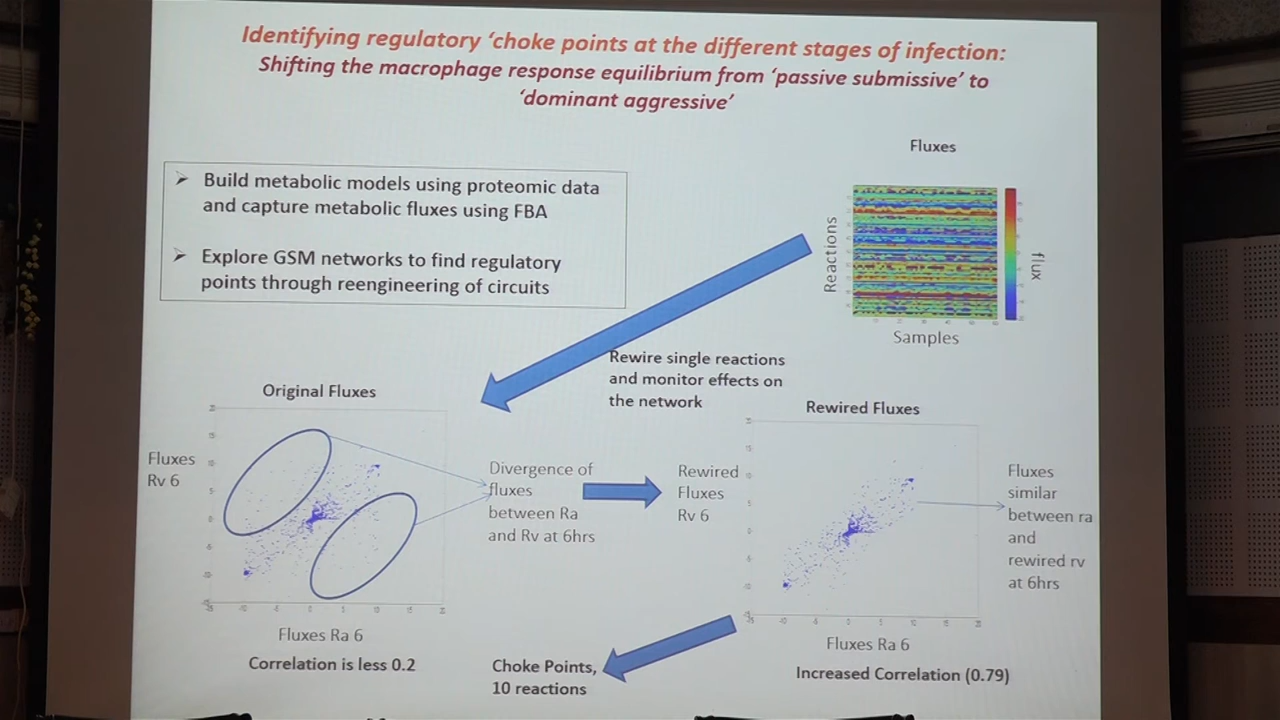 Identifying regulatory ‘choke points at the different stages of infection:
Shifting the macrophage response equilibrium from ‘passive submissive’ to
‘dominant aggressive’
Fluxes
Build metabolic models using proteomic data
and capture metabolic fluxes using FBA
Explore GSM networks to find regulatory
points through reengineering of circuits
Reactions
flux
Samples
Rewire single reactions
and monitor effects on
the network
Original Fluxes
Fluxes
Rv 6
Fluxes Ra 6
Correlation is less 0.2
Divergence of
fluxes
between Ra
and Rv at 6hrs
Rewired Fluxes
Rewired
Fluxes
Rv 6
Fluxes Ra 6
Increased Correlation (0.79)
Fluxes
similar
between ra
and
rewired rv
at 6hrs
Choke Points,
10 reactions